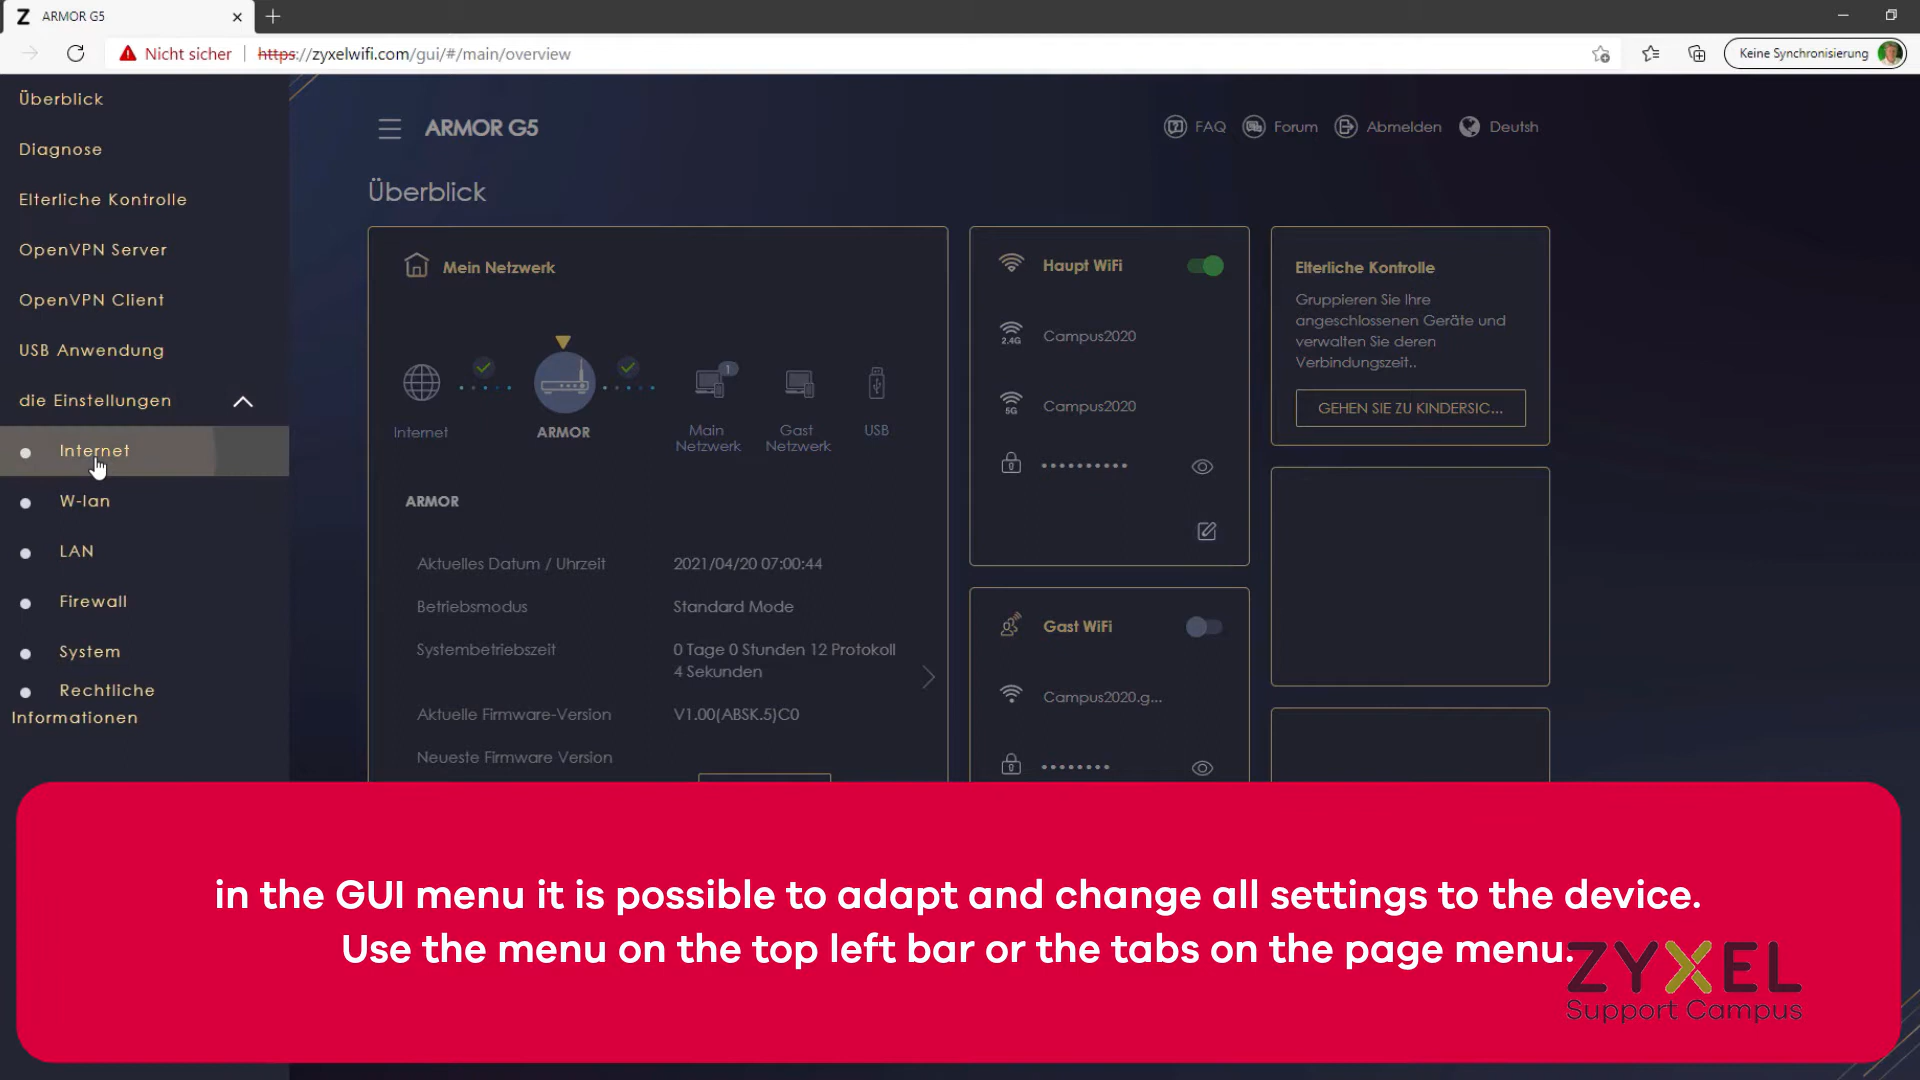 ARMOR G5
Nicht sicher
https://zyxelwifi.com/gui/#/main/overview
Keine Synchronisierung
Überblick
Diagnose
Elterliche Kontrolle
OpenVPN Server
OpenVPN Client
USB Anwendung
die Einstellungen
Internet
W-lan
LAN
Firewall
System
Rechtliche
Informationen
ARMOR G5
FAQ
Forum
Abmelden
Deutsh
Überblick
Mein Netzwerk
1
Internet
ARMOR
Main
Netzwerk
Gast
Netzwerk
USB
ARMOR
Aktuelles Datum / Uhrzeit
2021/04/20 07:00:44
Betriebsmodus
Standard Mode
Systembetriebszeit
0 Tage 0 Stunden 12 Protokoll
4 Sekunden
Aktuelle Firmware-Version
V1.00(ABSK.5)C0
Neueste Firmware Version
Haupt WiFi
2.4G
Campus2020
5G
Campus2020
Gast WiFi
Campus2020.g...
Elterliche Kontrolle
Gruppieren Sie Ihre
angeschlossenen Geräte und
verwalten Sie deren
Verbindungszeit..
GEHEN SIE ZU KINDERSIC...
in the GUI menu it is possible to adapt and change all settings to the device.
Use the menu on the top left bar or the tabs on the page menu.
ZYXEL
Support Campus